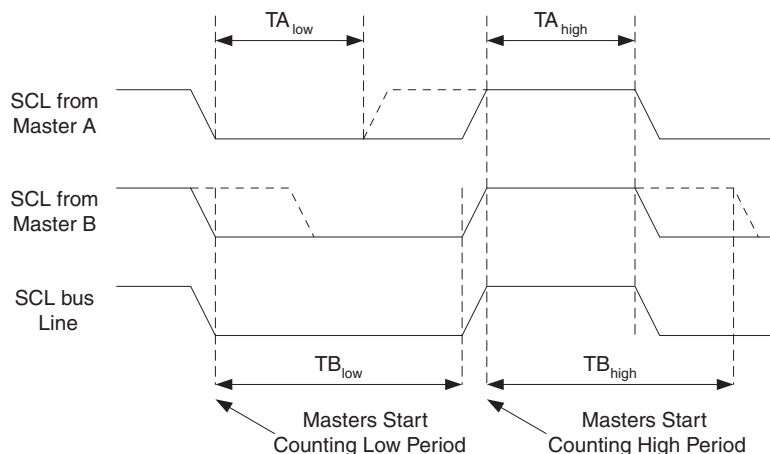 TA low
TA high
SCL from
Master A
SCL from
Master B
SCL bus
Line
TB low
TB high
Masters Start
Counting Low Period
Masters Start
Counting High Period